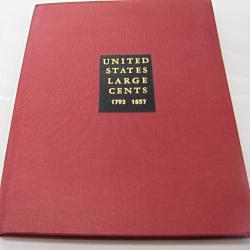 UNITED
STATES
LARGE
CENTS
1793 1857